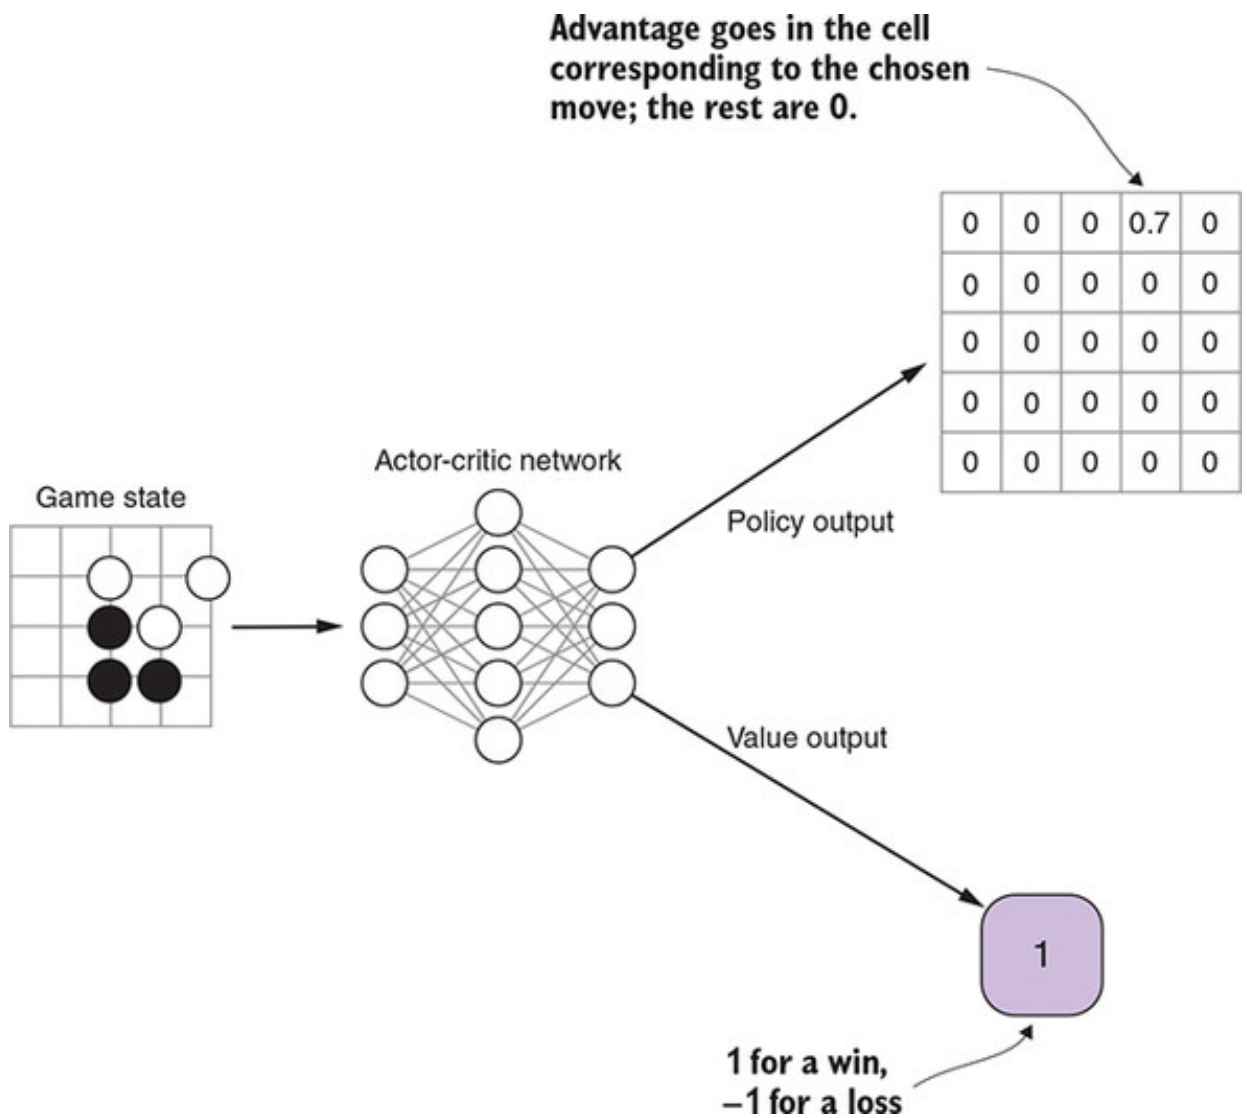 Advantage goes in the cell
corresponding to the chosen
move; the rest are 0.
0 0 0 0.7 0
0 0 0 0 0
0 0 0 0 0
0 0 0 0 0
0 0 0 0 0
Actor-critic network
Game state
Policy output
Value output
1
1 for a win,
–1 for a loss